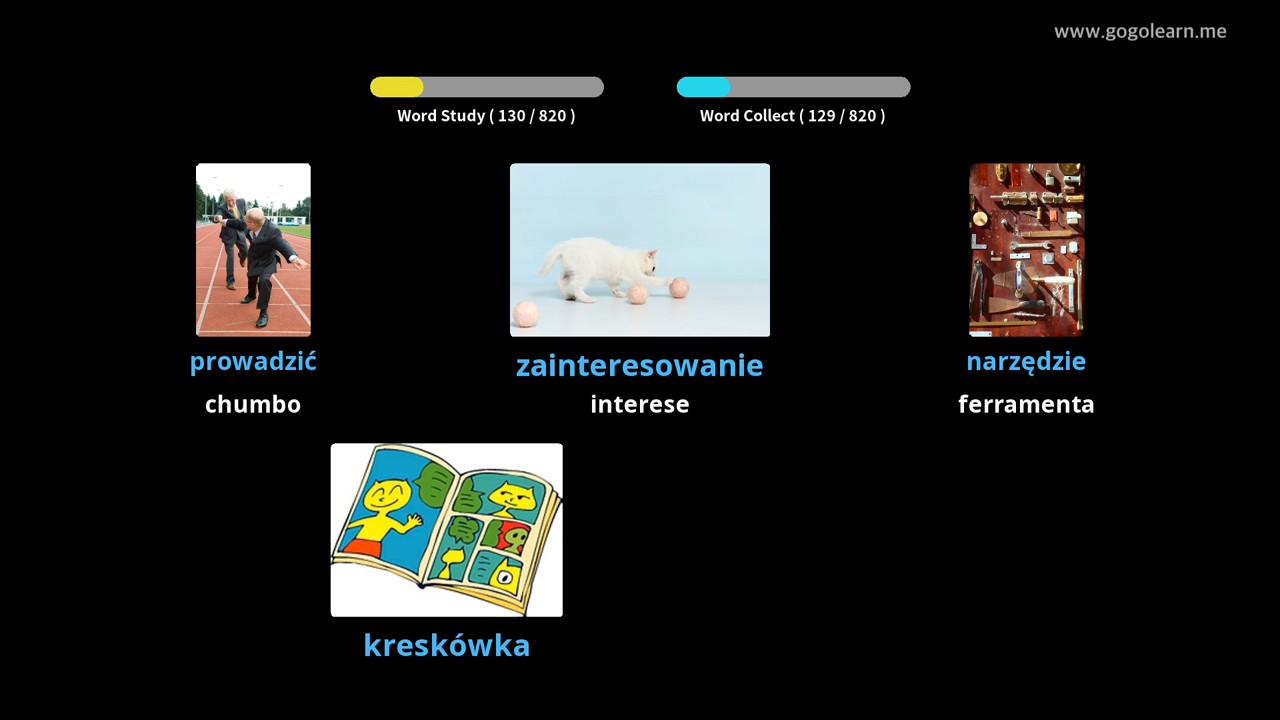 www.gogolearn.me
Word Study ( 130 / 820 )
Word Collect ( 129 / 820 )
prowadzić
zainteresowanie
narzędzie
chumbo
interese
ferramenta
kreskówka